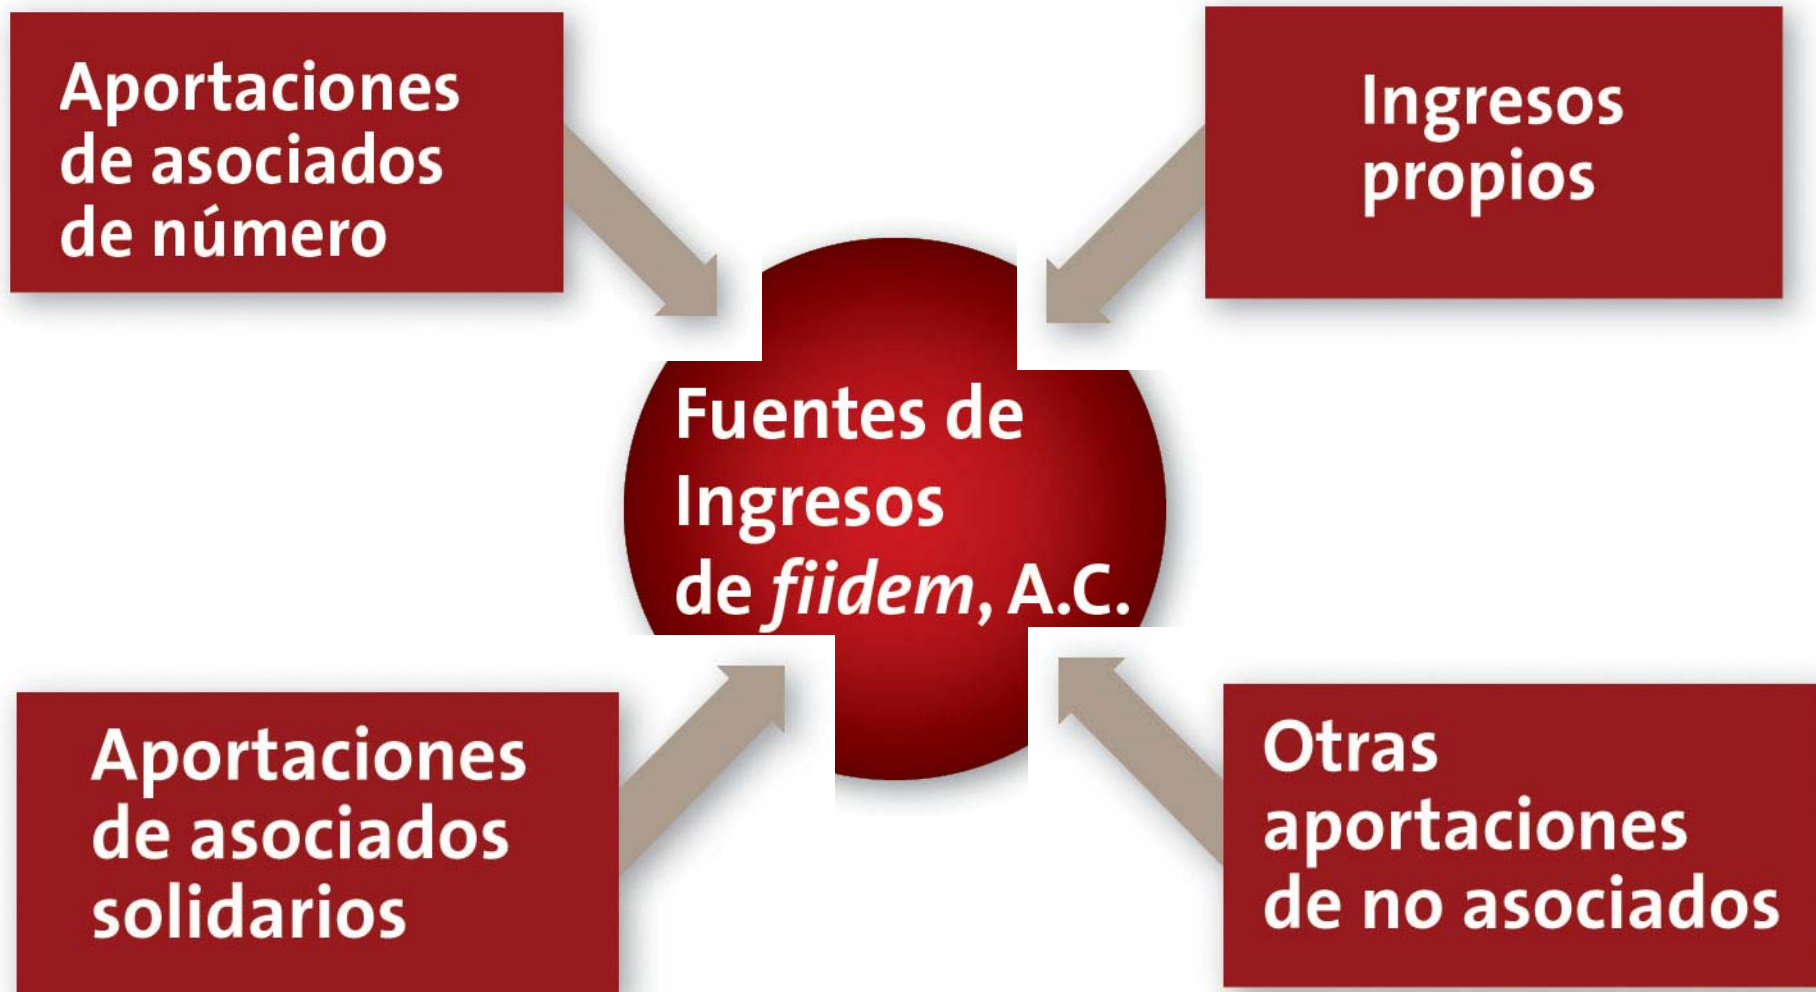 Aportaciones
de asociados
de número
Ingresos
propios
Fuentes de
Ingresos
de fiidem, A.C.
Aportaciones
de asociados
solidarios
Otras
aportaciones
de no asociados